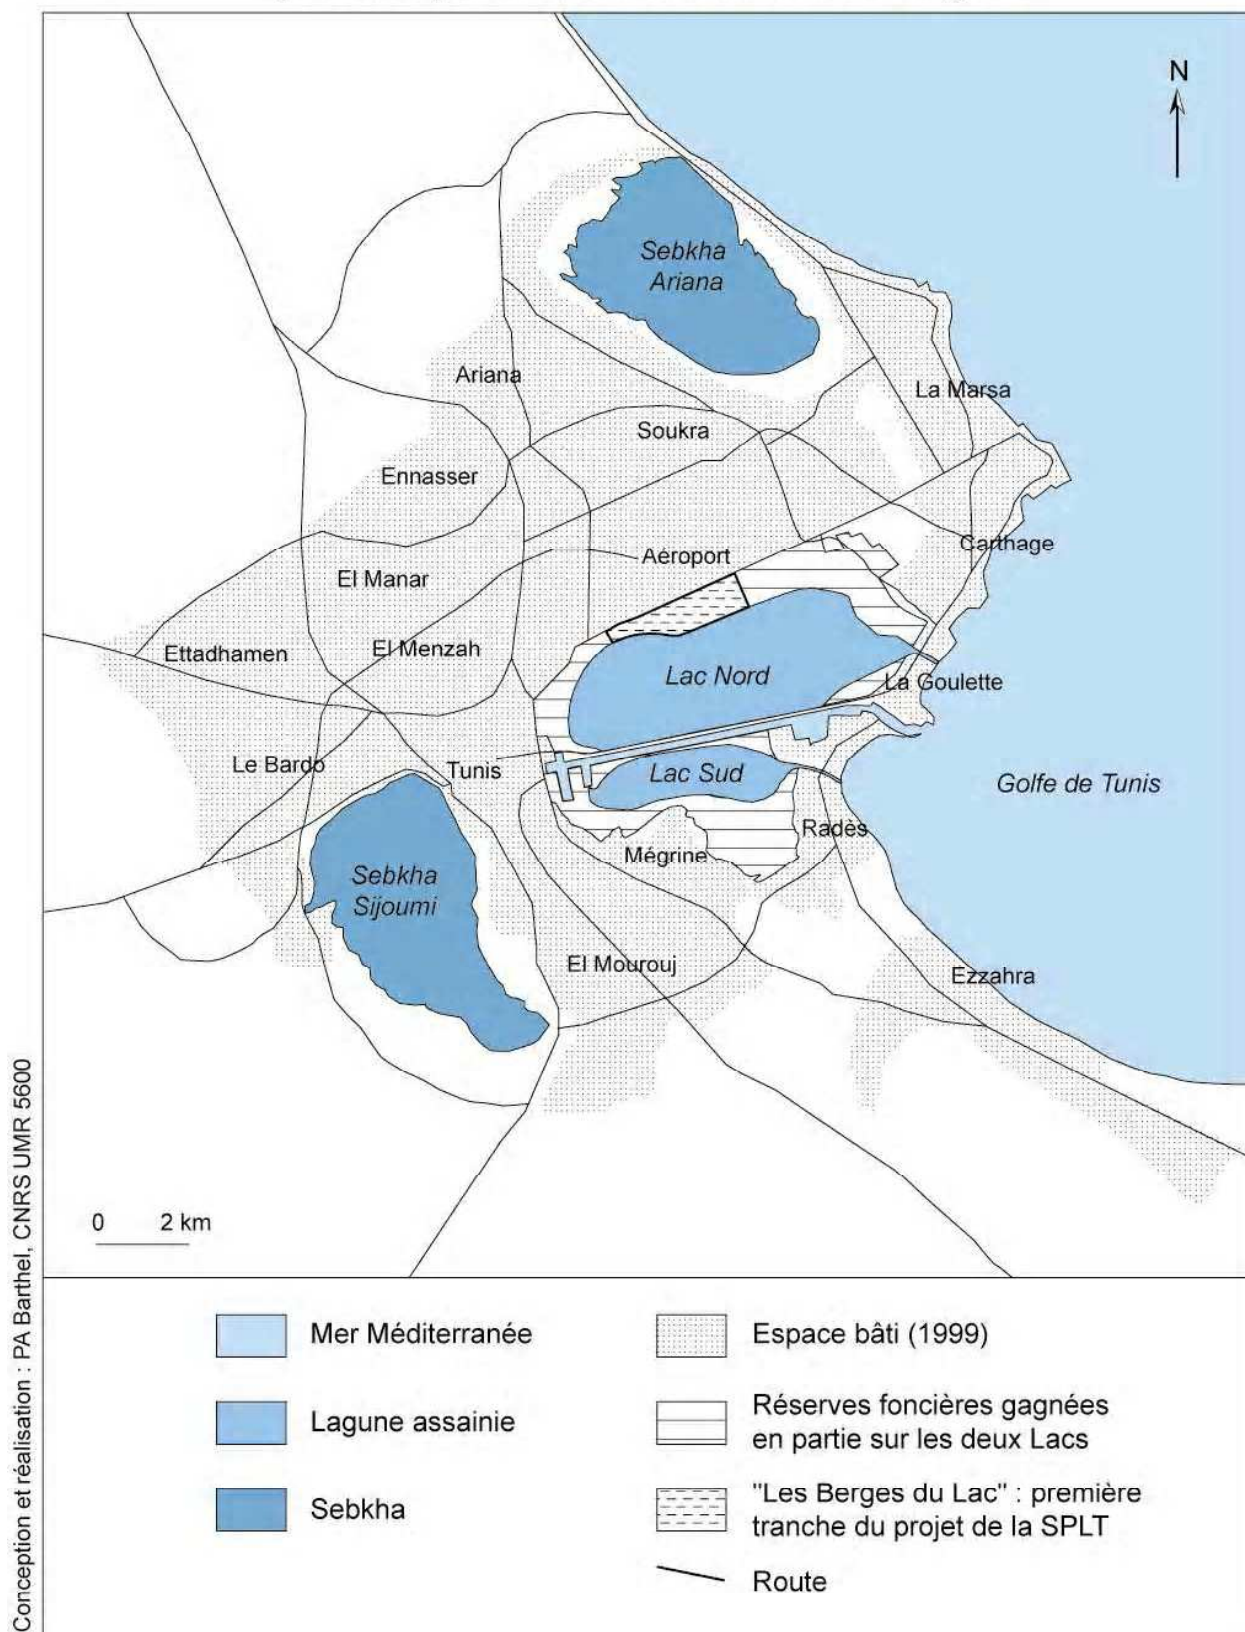 N
Sebkha
Ariana
Ariana
La Marsa
Soukra
Ennasser
Aéroport
Carthage
El Manar
Ettadhamen
El Menzah
Lac Nord
La Goulette
Le Bardo
Tunis
Lac Sud
Golfe de Tunis
Radès
Mégrine
Sebkha
Sijoumi
El Mourouj
Ezzahra
0 2 km
Conception et réalisation : PA Barthel, CNRS UMR 5600
Mer Méditerranée
Lagune assainie
Sebkha
Espace bâti (1999)
Réserves foncières gagnées
en partie sur les deux Lacs
"Les Berges du Lac" : première
tranche du projet de la SPLT
Route